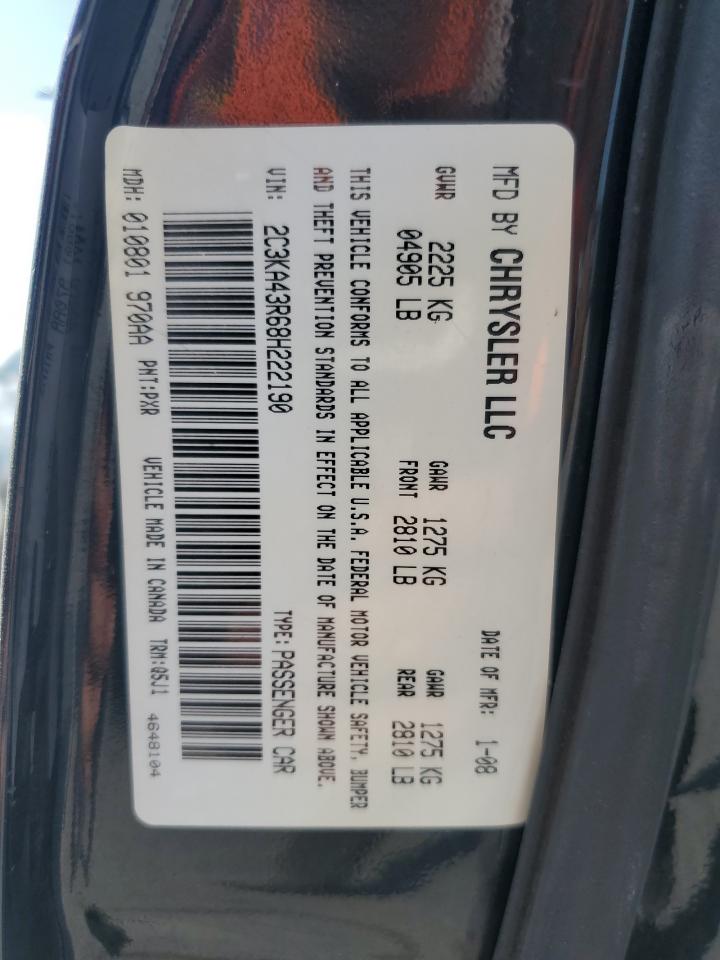 MFD BY CHRYSLER LLC DATE OF MFR: 1-08
GVWR 2225 KG GAWR 1275 KG GAWR 1275 KG
04905 LB FRONT 2810 LB REAR 2810 LB
THIS VEHICLE CONFORMS TO ALL APPLICABLE U.S.A. FEDERAL MOTOR VEHICLE SAFETY, BUMPER
AND THEFT PREVENTION STANDARDS IN EFFECT ON THE DATE OF MANUFACTURE SHOWN ABOVE.
VIN: 2C3KA43R68H222190 TYPE: PASSENGER CAR
MDH: 010801 970AA PNT:PXR VEHICLE MADE IN CANADA TRM:Q5J1 4648104